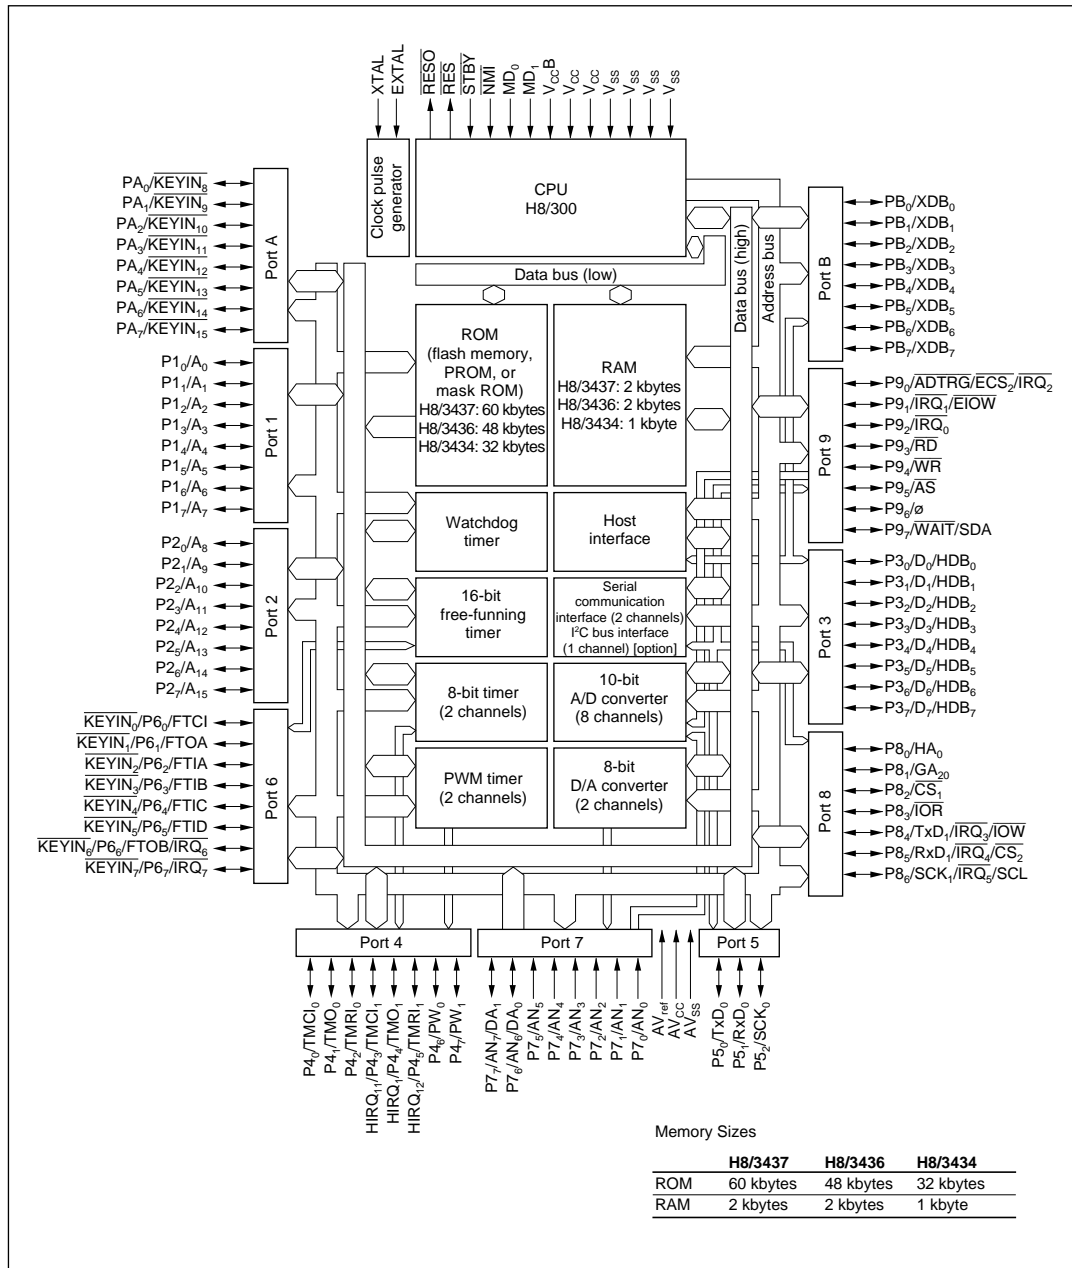 XTAL
EXTAL
RESO
RES
STBY
NMI
MD0
MD1
VCCB
VCC
VCC
VSS
VSS
VSS
VSS
Clock pulse
generator
CPU
H8/300
PA0/KEYIN8
PA1/KEYIN9
PA2/KEYIN10
PA3/KEYIN11
PA4/KEYIN12
PA5/KEYIN13
PA6/KEYIN14
PA7/KEYIN15
Port A
P10/A0
P11/A1
P12/A2
P13/A3
P14/A4
P15/A5
P16/A6
P17/A7
Port 1
P20/A8
P21/A9
P22/A10
P23/A11
P24/A12
P25/A13
P26/A14
P27/A15
Port 2
KEYIN0/P60/FTCI
KEYIN1/P61/FTOA
KEYIN2/P62/FTIA
KEYIN3/P63/FTIB
KEYIN4/P64/FTIC
KEYIN5/P65/FTID
KEYIN6/P66/FTOB/IRQ6
KEYIN7/P67/IRQ7
Port 6
Data bus (low)
Data bus (high)
Address bus
ROM
(flash memory,
PROM, or
mask ROM)
H8/3437: 60 kbytes
H8/3436: 48 kbytes
H8/3434: 32 kbytes
RAM
H8/3437: 2 kbytes
H8/3436: 2 kbytes
H8/3434: 1 kbyte
Watchdog
timer
Host
interface
16-bit
free-funning
timer
Serial
communication
interface (2 channels)
I2C bus interface
(1 channel) [option]
8-bit timer
(2 channels)
10-bit
A/D converter
(8 channels)
PWM timer
(2 channels)
8-bit
D/A converter
(2 channels)
Port B
PB0/XDB0
PB1/XDB1
PB2/XDB2
PB3/XDB3
PB4/XDB4
PB5/XDB5
PB6/XDB6
PB7/XDB7
Port 9
P90/ADTRG/ECS2/IRQ2
P91/IRQ1/EIOW
P92/IRQ0
P93/RD
P94/WR
P95/AS
P96/ø
P97/WAIT/SDA
Port 3
P30/D0/HDB0
P31/D1/HDB1
P32/D2/HDB2
P33/D3/HDB3
P34/D4/HDB4
P35/D5/HDB5
P36/D6/HDB6
P37/D7/HDB7
Port 8
P80/HA0
P81/GA20
P82/CS1
P83/IOR
P84/TxD1/IRQ3/IOW
P85/RxD1/IRQ4/CS2
P86/SCK1/IRQ5/SCL
Port 4
Port 7
Port 5
P40/TMCI0
P41/TMO0
P42/TMRI0
HIRQ11/P43/TMCI1
HIRQ1/P44/TMO1
HIRQ12/P45/TMRI1
P46/PW0
P47/PW1
P77/AN7/DA1
P76/AN6/DA0
P75/AN5
P74/AN4
P73/AN3
P72/AN2
P71/AN1
P70/AN0
AVref
AVCC
AVSS
P50/TxD0
P51/RxD0
P52/SCK0
Memory Sizes
H8/3437 H8/3436 H8/3434
ROM 60 kbytes 48 kbytes 32 kbytes
RAM 2 kbytes 2 kbytes 1 kbyte